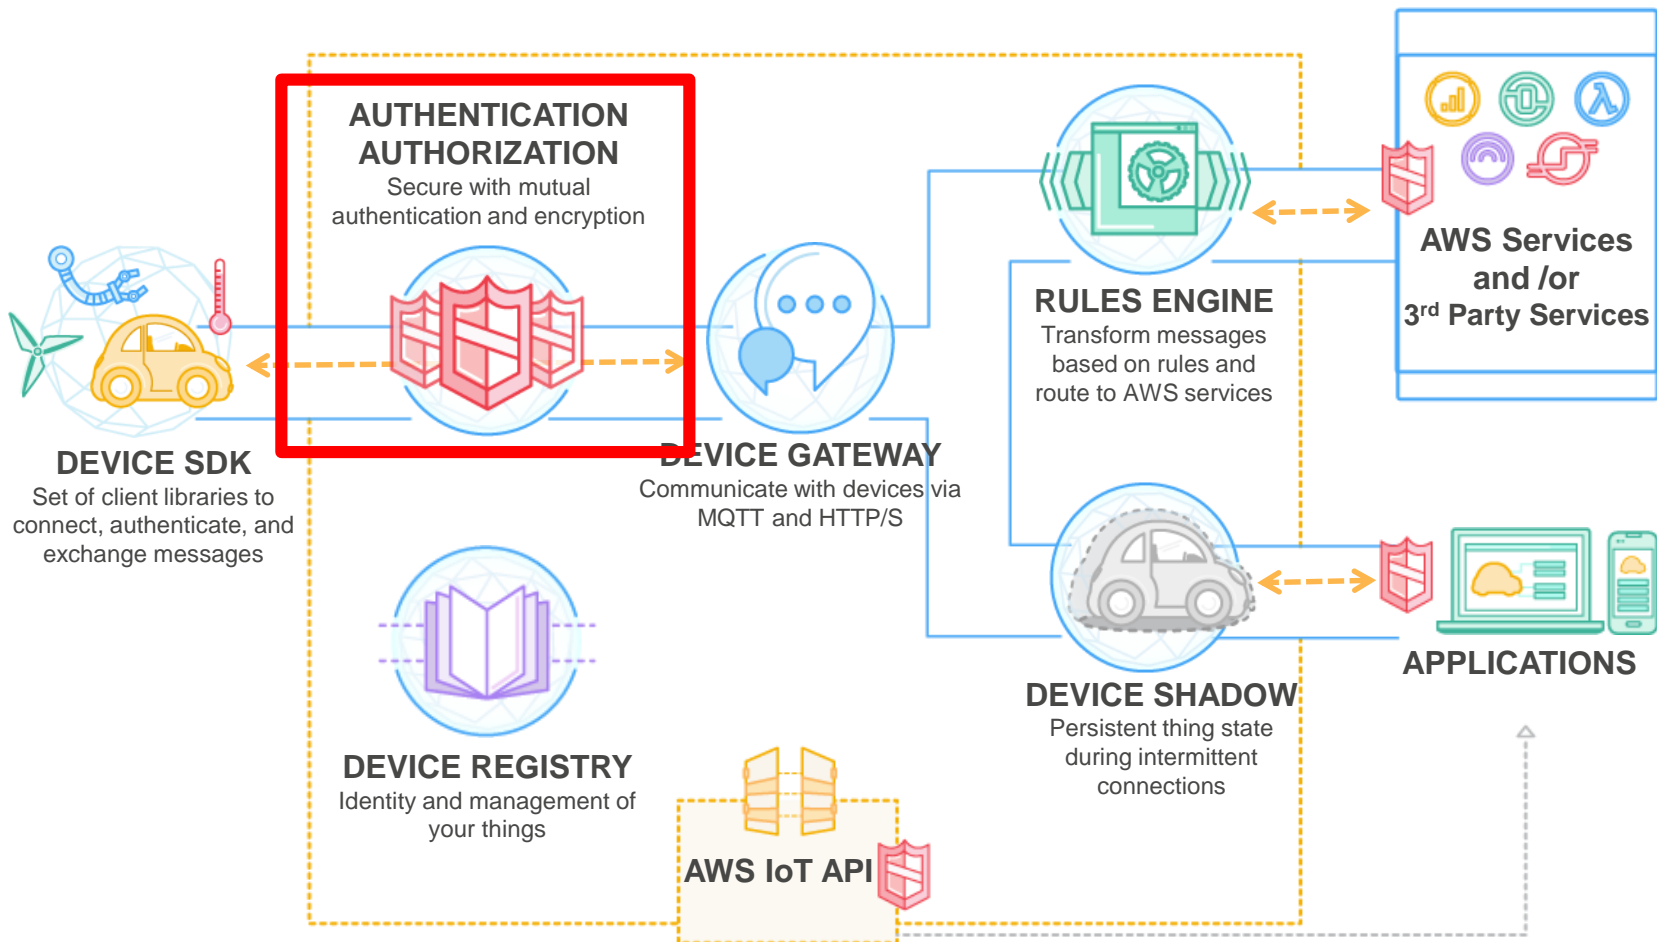 AUTHENTICATION
AUTHORIZATION
Secure with mutual
authentication and encryption
DEVICE SDK
Set of client libraries to
connect, authenticate, and
exchange messages
DEVICE GATEWAY
Communicate with devices via
MQTT and HTTP/S
RULES ENGINE
Transform messages
based on rules and
route to AWS services
AWS Services
and /or
3rd Party Services
DEVICE SHADOW
Persistent thing state
during intermittent
connections
APPLICATIONS
DEVICE REGISTRY
Identity and management of
your things
AWS IoT API